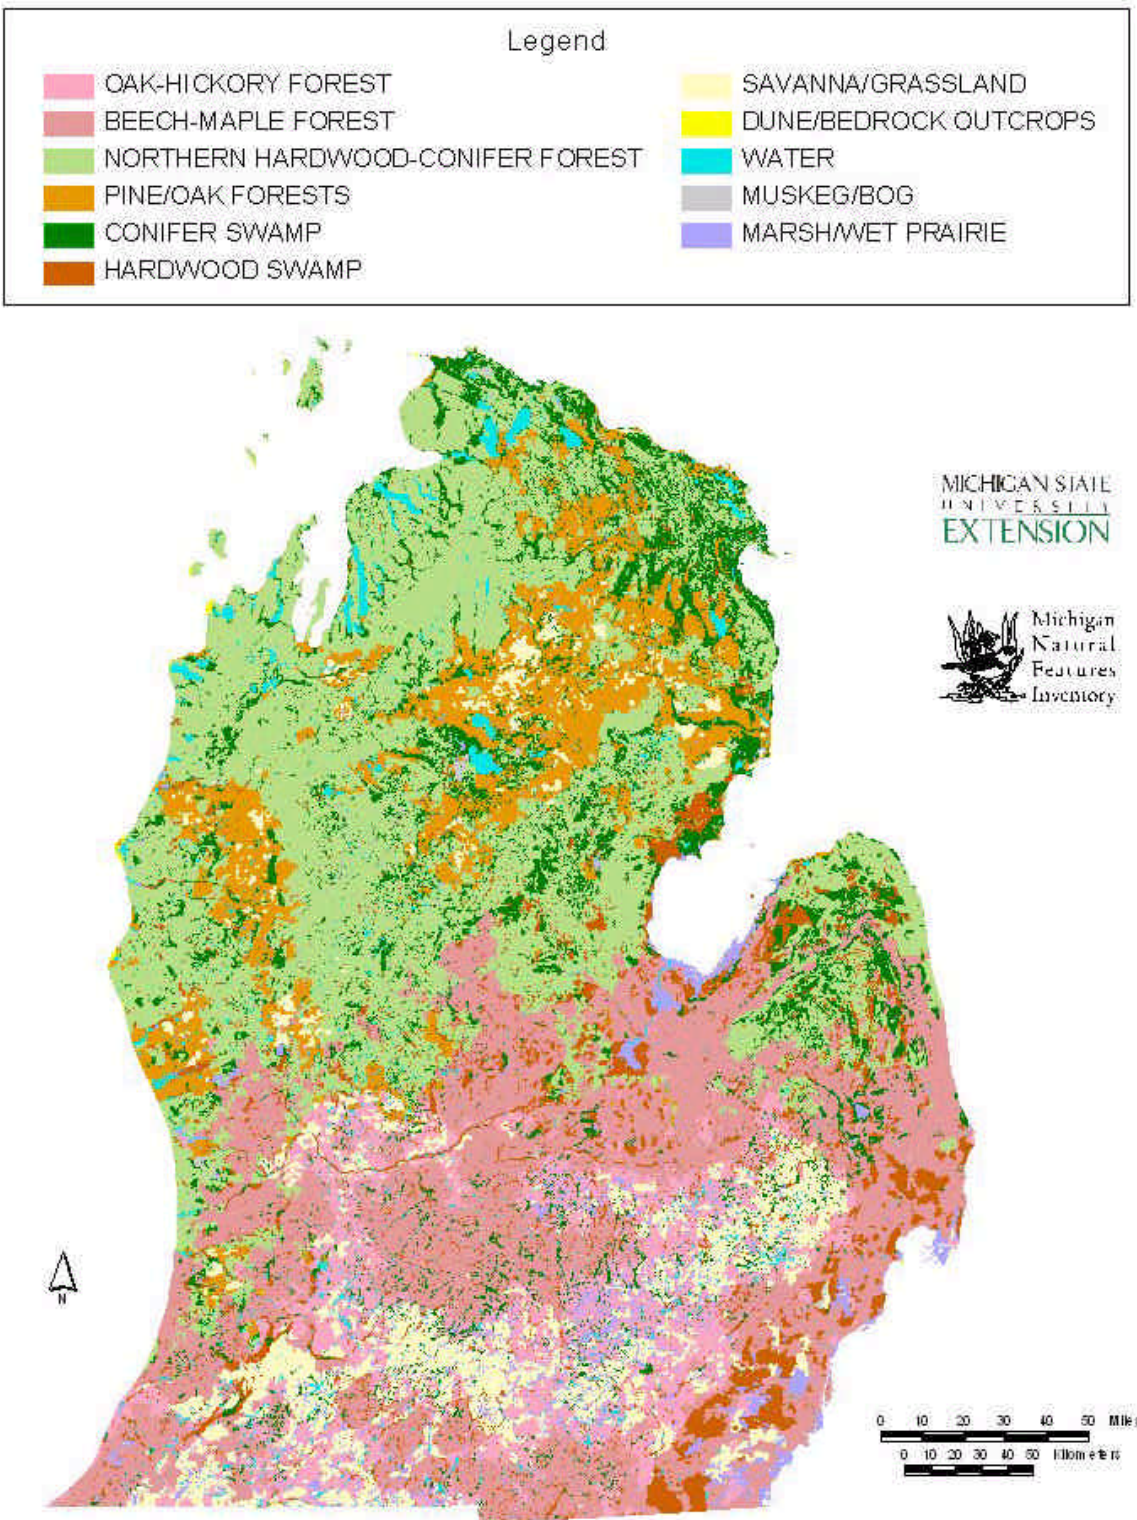 Legend
OAK-HICKORY FOREST
BEECH-MAPLE FOREST
NORTHERN HARDWOOD-CONIFER FOREST
PINE/OAK FORESTS
CONIFER SWAMP
HARDWOOD SWAMP
SAVANNA/GRASSLAND
DUNE/BEDROCK OUTCROPS
WATER
MUSKEG/BOG
MARSH/WET PRAIRIE
MICHIGAN STATE
UNIVERSITY
EXTENSION
Michigan
Natural
Features
Inventory
N
0 10 20 30 40 50 Miles
0 10 20 30 40 50 Kilometers